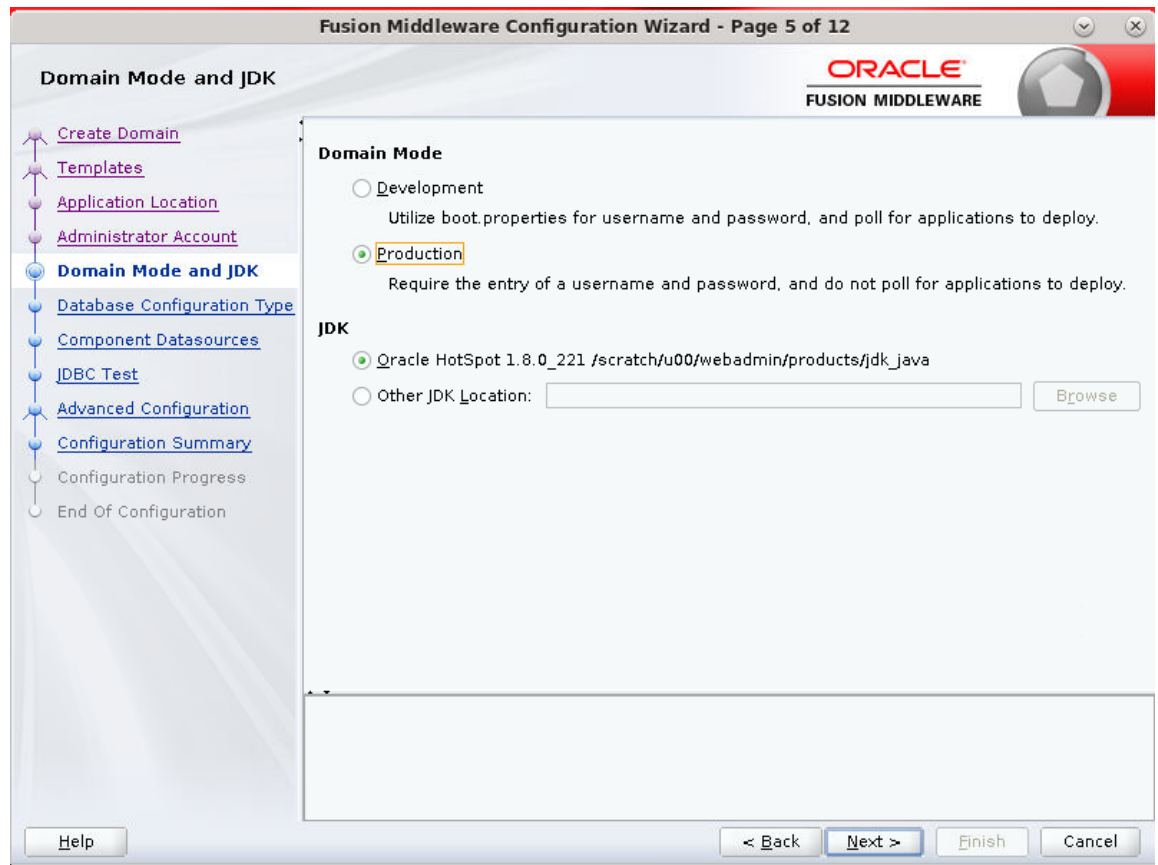 Fusion Middleware Configuration Wizard - Page 5 of 12
Domain Mode and JDK
ORACLE
FUSION MIDDLEWARE
Create Domain
Templates
Application Location
Administrator Account
Domain Mode and JDK
Database Configuration Type
Component Datasources
JDBC Test
Advanced Configuration
Configuration Summary
Configuration Progress
End Of Configuration
Domain Mode
Development
Utilize boot.properties for username and password, and poll for applications to deploy.
Production
Require the entry of a username and password, and do not poll for applications to deploy.
JDK
Oracle HotSpot 1.8.0_221 /scratch/u00/webadmin/products/jdk_java
Other JDK Location:
Browse
Help
< Back
Next >
Finish
Cancel